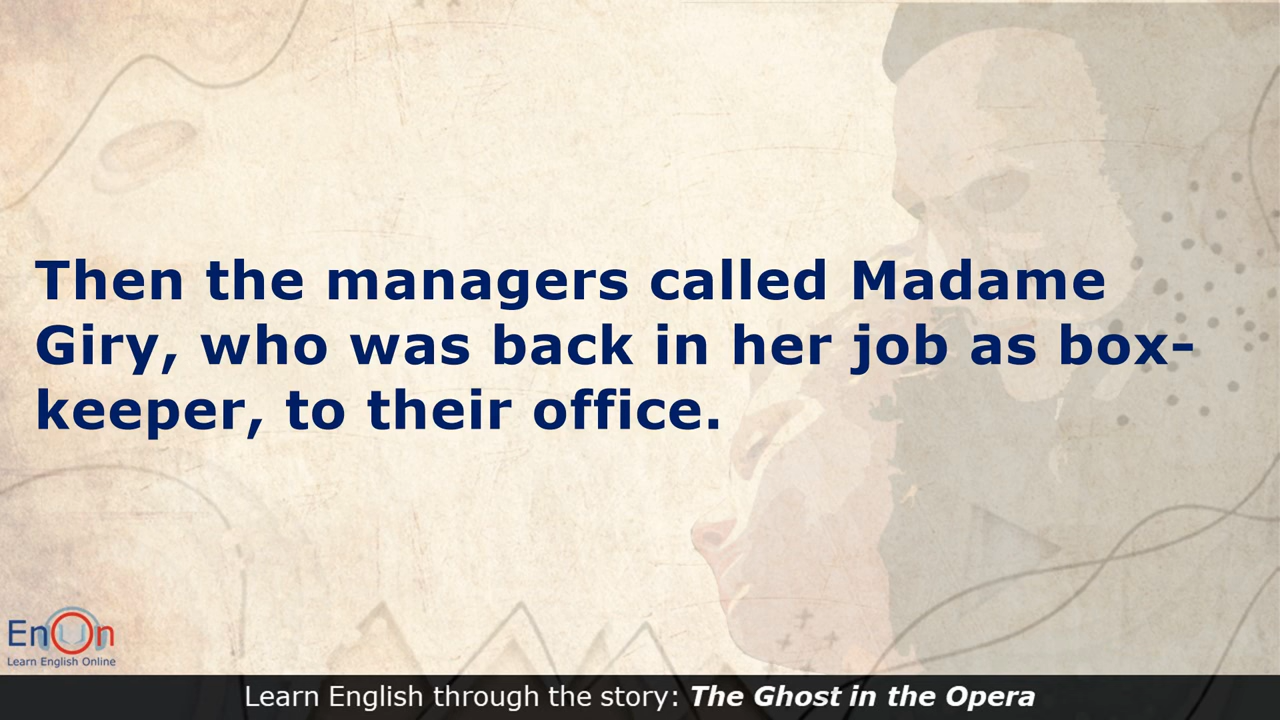 Then the managers called Madame
Giry, who was back in her job as box-
keeper, to their office.
EnOn
Learn English Online
Learn English through the story: The Ghost in the Opera